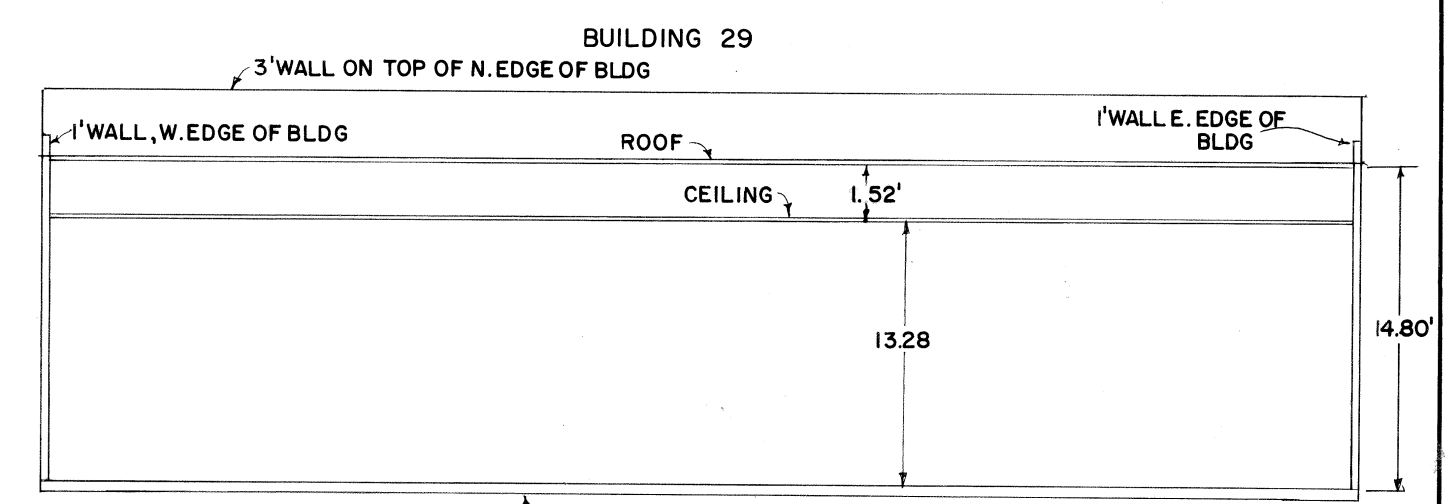 BUILDING 29
3'WALL ON TOP OF N. EDGE OF BLDG
1'WALL, W. EDGE OF BLDG
1'WALL E. EDGE OF
BLDG
ROOF
CEILING
1.52'
13.28
14.80'